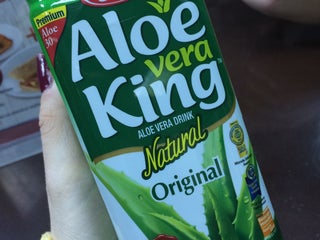 Premium
Aloe
30%
Aloe
vera
King
ALOE VERA DRINK
Natural
Original